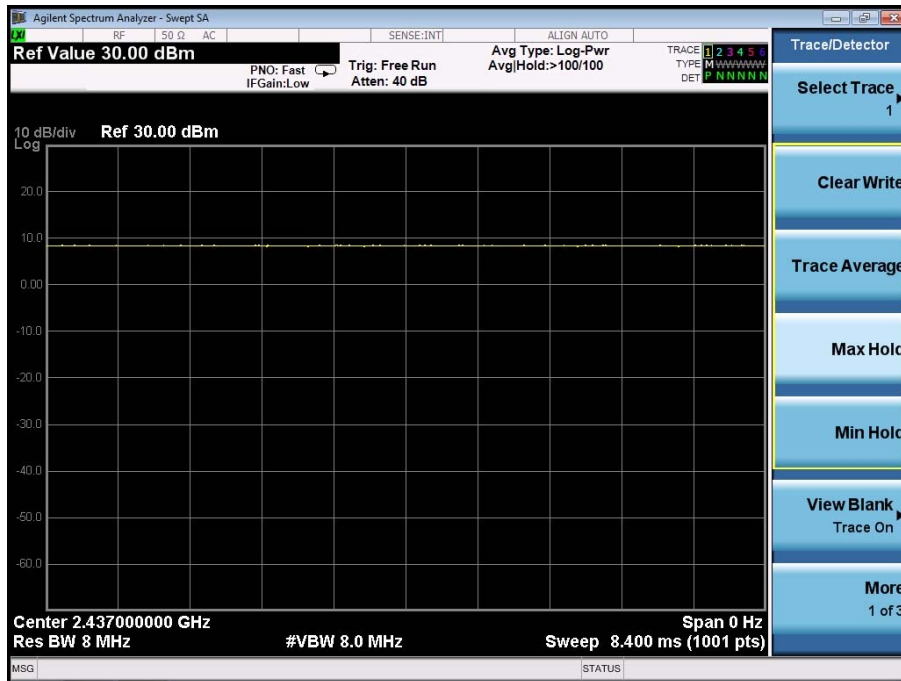 Agilent Spectrum Analyzer - Swept SA
LXI RF 50 Ω AC SENSE:INT ALIGN AUTO
Ref Value 30.00 dBm
PNO: Fast
IFGain:Low
Trig: Free Run
Atten: 40 dB
Avg Type: Log-Pwr
Avg|Hold:>100/100
TRACE 1 2 3 4 5 6
TYPE M W W W W W
DET P N N N N N
10 dB/div Ref 30.00 dBm
Log
20.0
10.0
0.00
-10.0
-20.0
-30.0
-40.0
-50.0
-60.0
Center 2.437000000 GHz Span 0 Hz
Res BW 8 MHz #VBW 8.0 MHz Sweep 8.400 ms (1001 pts)
MSG STATUS
Trace/Detector
Select Trace
1
Clear Write
Trace Average
Max Hold
Min Hold
View Blank
Trace On
More
1 of 3